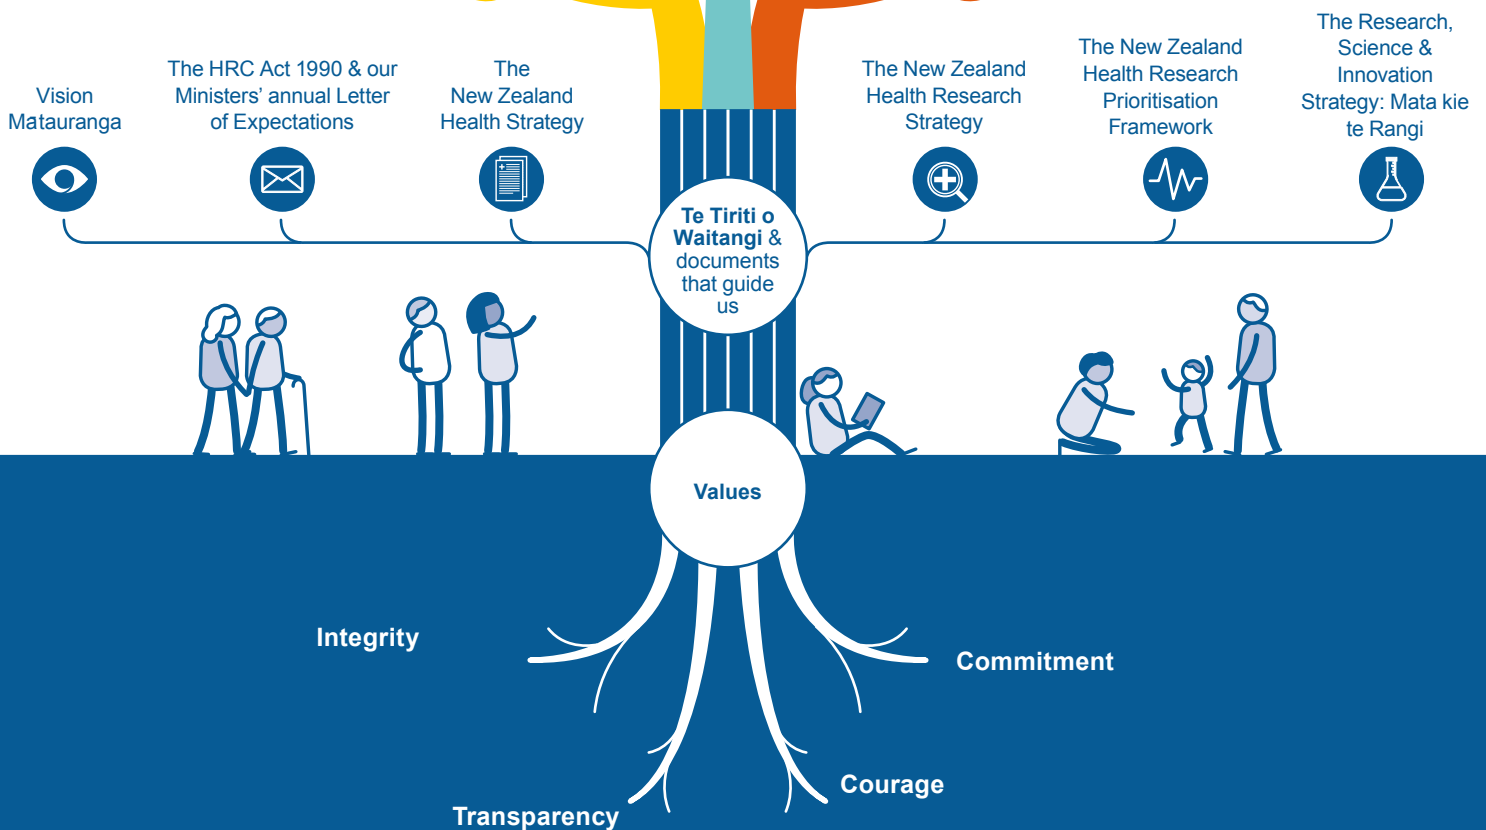 Vision
Mātauranga
The HRC Act 1990 & our
Ministers’ annual Letter
of Expectations
The
New Zealand
Health Strategy
The New Zealand
Health Research
Strategy
The New Zealand
Health Research
Prioritisation
Framework
The Research,
Science &
Innovation
Strategy: Mata kie
te Rangi
Te Tiriti o
Waitangi &
documents
that guide
us
Values
Integrity
Commitment
Courage
Transparency